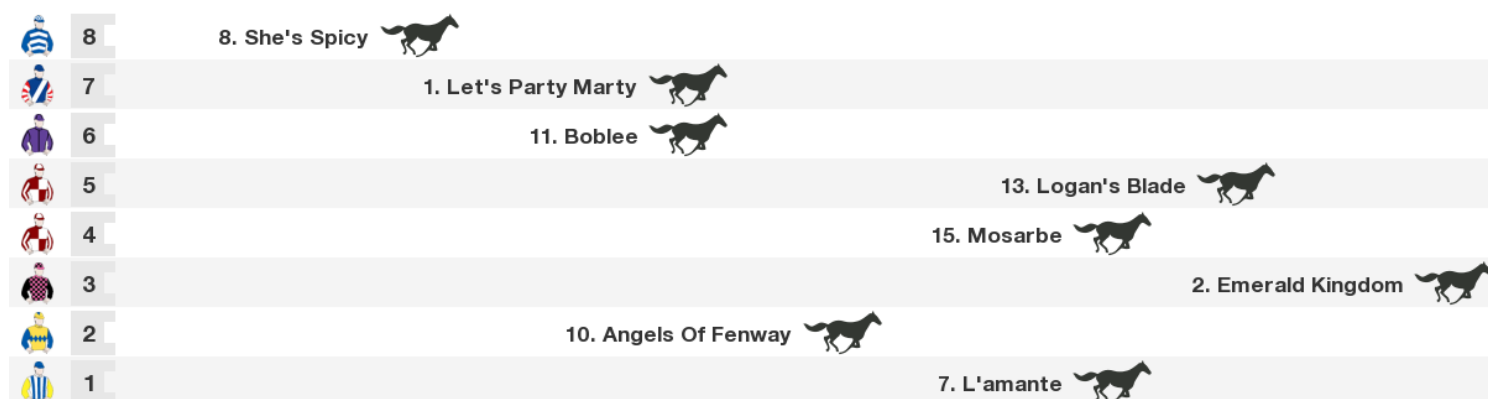 8 8. She's Spicy
7 1. Let's Party Marty
6 11. Boblee
5 13. Logan's Blade
4 15. Mosarbe
3 2. Emerald Kingdom
2 10. Angels Of Fenway
1 7. L'amante